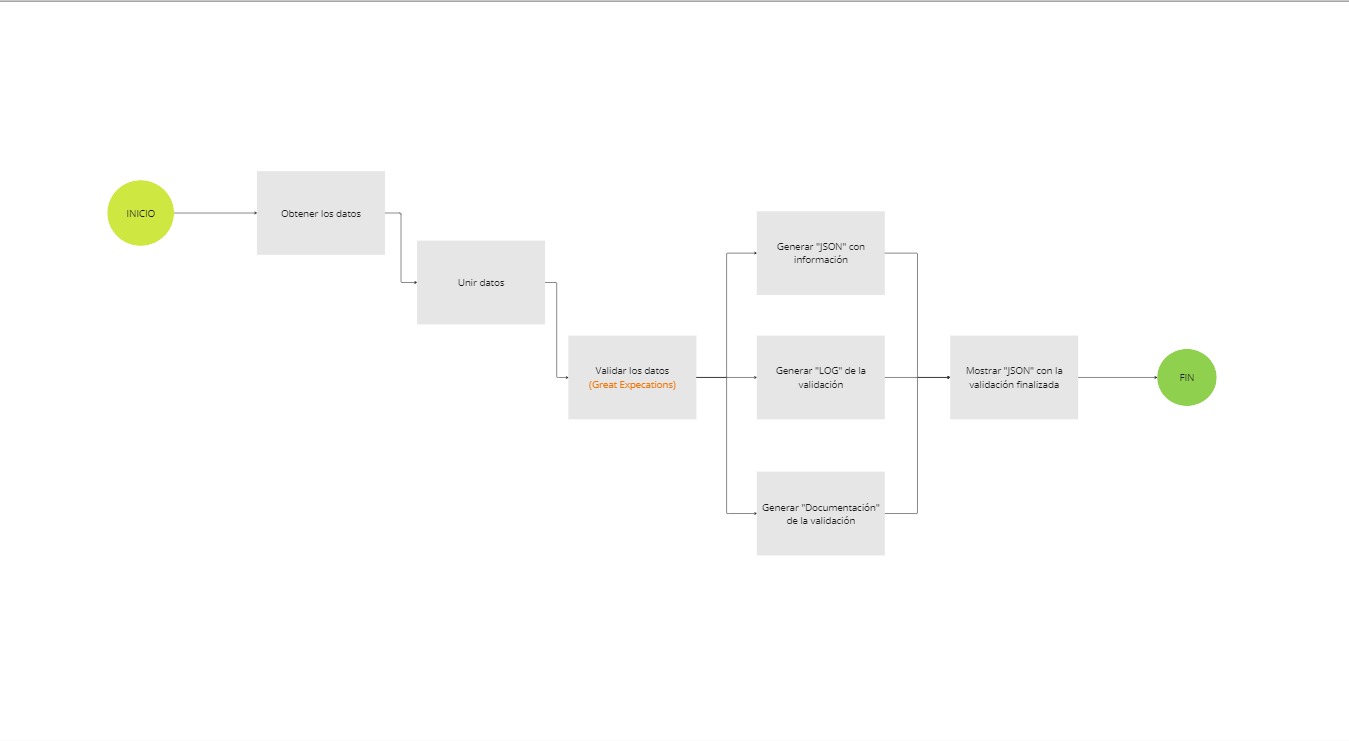 INICIO
Obtener los datos
Unir datos
Validar los datos
(Great Expecations)
Generar "JSON" con
información
Generar "LOG" de la
validación
Generar "Documentación"
de la validación
Mostrar "JSON" con la
validación finalizada
FIN